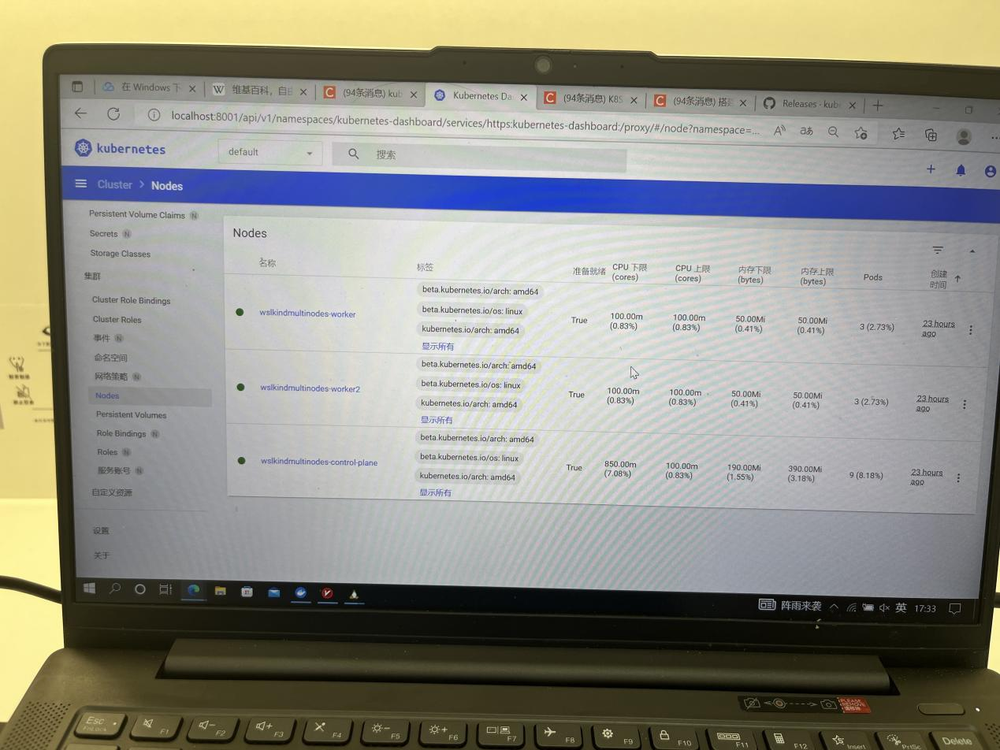 在 Windows 下
维基百科，自由
(94条消息) kub
Kubernetes Da
(94条消息) K8S
(94条消息) 搭建
Releases · kube
localhost:8001/api/v1/namespaces/kubernetes-dashboard/services/https:kubernetes-dashboard:/proxy/#/node?namespace=...
kubernetes
default
搜索
Cluster > Nodes
Persistent Volume Claims N
Secrets N
Storage Classes
集群
Cluster Role Bindings
Cluster Roles
事件 N
命名空间
网络策略 N
Nodes
Persistent Volumes
Role Bindings N
Roles N
服务账号 N
自定义资源
设置
关于
Nodes
名称 标签 准备就绪 CPU 下限 (cores) CPU 上限 (cores) 内存下限 (bytes) 内存上限 (bytes) Pods 创建时间 ↑
wslkindmultinodes-worker
beta.kubernetes.io/arch: amd64
beta.kubernetes.io/os: linux
kubernetes.io/arch: amd64
显示所有
True 100.00m (0.83%) 100.00m (0.83%) 50.00Mi (0.41%) 50.00Mi (0.41%) 3 (2.73%) 23 hours ago
wslkindmultinodes-worker2
beta.kubernetes.io/arch: amd64
beta.kubernetes.io/os: linux
kubernetes.io/arch: amd64
显示所有
True 100.00m (0.83%) 100.00m (0.83%) 50.00Mi (0.41%) 50.00Mi (0.41%) 3 (2.73%) 23 hours ago
wslkindmultinodes-control-plane
beta.kubernetes.io/arch: amd64
beta.kubernetes.io/os: linux
kubernetes.io/arch: amd64
显示所有
True 850.00m (7.08%) 100.00m (0.83%) 190.00Mi (1.55%) 390.00Mi (3.18%) 9 (8.18%) 23 hours ago
阵雨来袭 英 17:33
PLEASE REMOVE
Esc FnLock F1 F2 F3 F4 F5 F6 F7 F8 F9 F10 F11 F12 Insert PrtSc Delete